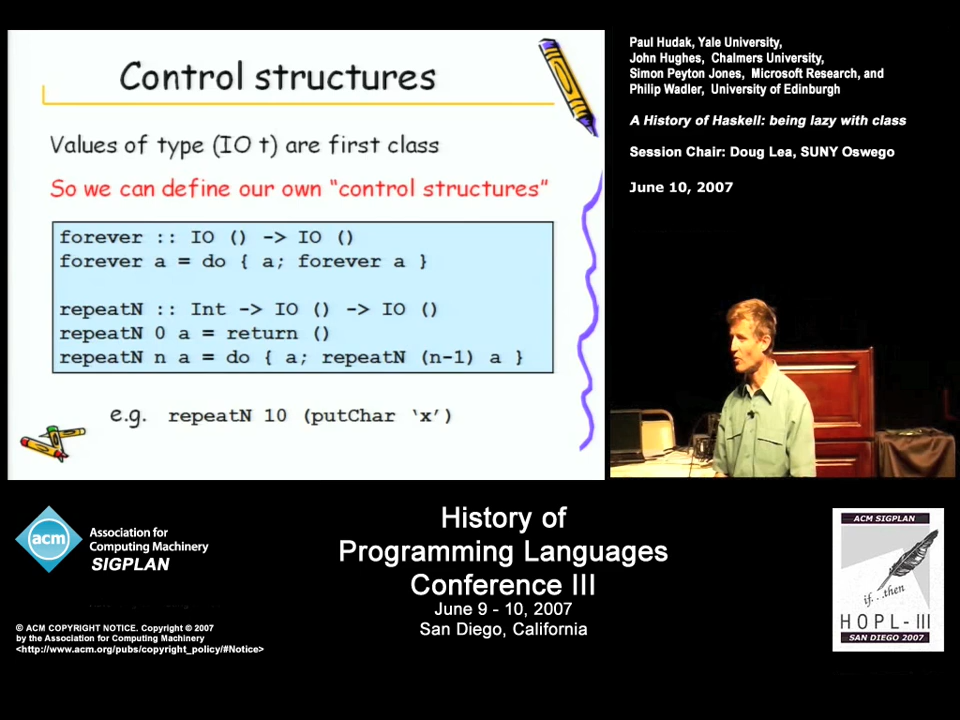 Control structures
Values of type (IO t) are first class
So we can define our own “control structures”
forever :: IO () -> IO ()
forever a = do { a; forever a }
repeatN :: Int -> IO () -> IO ()
repeatN 0 a = return ()
repeatN n a = do { a; repeatN (n-1) a }
e.g. repeatN 10 (putChar ‘x’)
Paul Hudak, Yale University,
John Hughes, Chalmers University,
Simon Peyton Jones, Microsoft Research, and
Philip Wadler, University of Edinburgh
A History of Haskell: being lazy with class
Session Chair: Doug Lea, SUNY Oswego
June 10, 2007
acm
Association for
Computing Machinery
SIGPLAN
© ACM COPYRIGHT NOTICE. Copyright © 2007
by the Association for Computing Machinery
<http://www.acm.org/pubs/copyright_policy/#Notice>
History of
Programming Languages
Conference III
June 9 - 10, 2007
San Diego, California
ACM SIGPLAN
if. . .then
HOPL-III
SAN DIEGO 2007